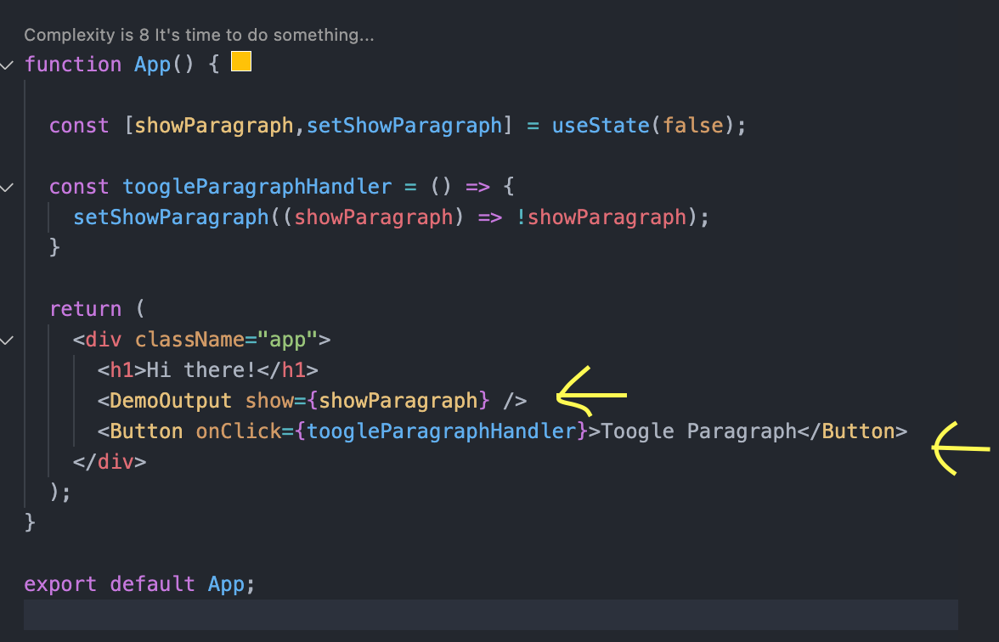 Complexity is 8 It's time to do something...
function App() {
const [showParagraph,setShowParagraph] = useState(false);
const toogleParagraphHandler = () => {
setShowParagraph((showParagraph) => !showParagraph);
}
return (
<div className="app">
<h1>Hi there!</h1>
<DemoOutput show={showParagraph} />
<Button onClick={toogleParagraphHandler}>Toogle Paragraph</Button>
</div>
);
}
export default App;